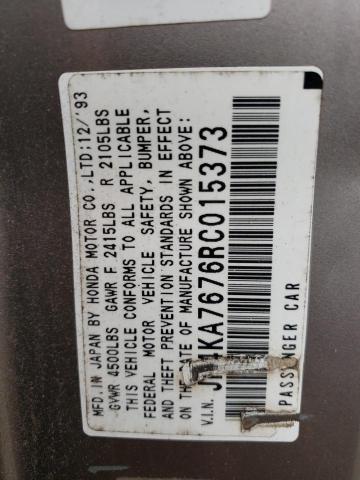 MFD. IN JAPAN BY HONDA MOTOR CO.,LTD:12/'93
GVWR 4500LBS GAWR F 2415LBS R 2105LBS
THIS VEHICLE CONFORMS TO ALL APPLICABLE
FEDERAL MOTOR VEHICLE SAFETY, BUMPER,
AND THEFT PREVENTION STANDARDS IN EFFECT
ON THE DATE OF MANUFACTURE SHOWN ABOVE:
V.I.N. KA7676RC015373
PASSENGER CAR